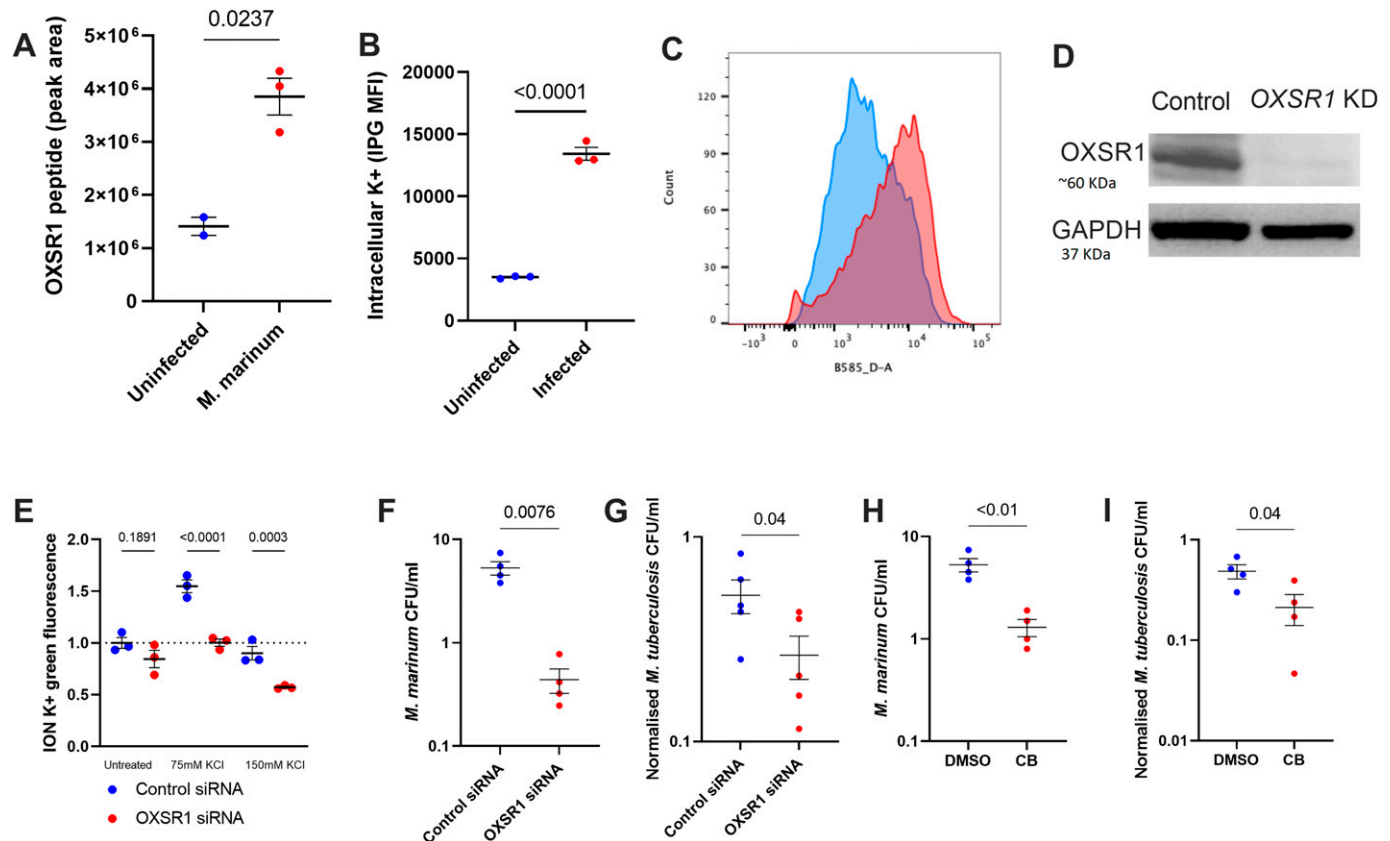 A
0.0237
OXSR1 peptide (peak area)
5×10⁶
4×10⁶
3×10⁶
2×10⁶
1×10⁶
0
Uninfected
M. marinum
B
<0.0001
Intracellular K+ (IPG MFI)
20000
15000
10000
5000
0
Uninfected
Infected
C
Count
120
90
60
30
0
-10³
0
10³
10⁴
10⁵
B585_D-A
D
Control
OXSR1 KD
OXSR1
~60 KDa
GAPDH
37 KDa
E
0.1891
<0.0001
0.0003
ION K+ green fluorescence
2.0
1.5
1.0
0.5
0.0
Untreated
75mM KCl
150mM KCl
Control siRNA
OXSR1 siRNA
F
0.0076
M. marinum CFU/ml
10
1
0.1
Control siRNA
OXSR1 siRNA
G
0.04
Normalised M. tuberculosis CFU/ml
1
0.1
Control siRNA
OXSR1 siRNA
H
<0.01
M. marinum CFU/ml
10
1
0.1
DMSO
CB
I
0.04
Normalised M. tuberculosis CFU/ml
1
0.1
0.01
DMSO
CB